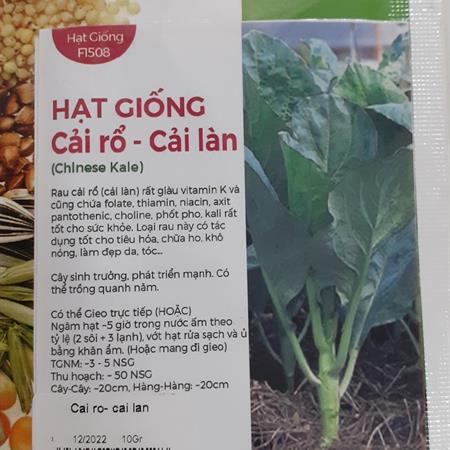 Hạt Giống
F1508
HẠT GIỐNG
Cải rổ - Cải làn
(Chinese Kale)
Rau cải rổ (cải làn) rất giàu vitamin K và
cũng chứa folate, thiamin, niacin, axit
pantothenic, choline, phốt pho, kali rất
tốt cho sức khỏe. Loại rau này có tác
dụng tốt cho tiêu hóa, chữa ho, khô
nóng, làm đẹp da, tóc...
Cây sinh trưởng, phát triển mạnh. Có
thể trồng quanh năm.
Có thể Gieo trực tiếp (HOẶC)
Ngâm hạt ~5 giờ trong nước ấm theo
tỷ lệ (2 sôi + 3 lạnh), vớt hạt rửa sạch và ủ
bằng khăn ẩm. (Hoặc mang đi gieo)
TGNM: ~3 - 5 NSG
Thu hoạch: ~ 50 NSG
Cây-Cây: ~20cm, Hàng-Hàng: ~20cm
Cai ro- cai lan
12/2022 10Gr